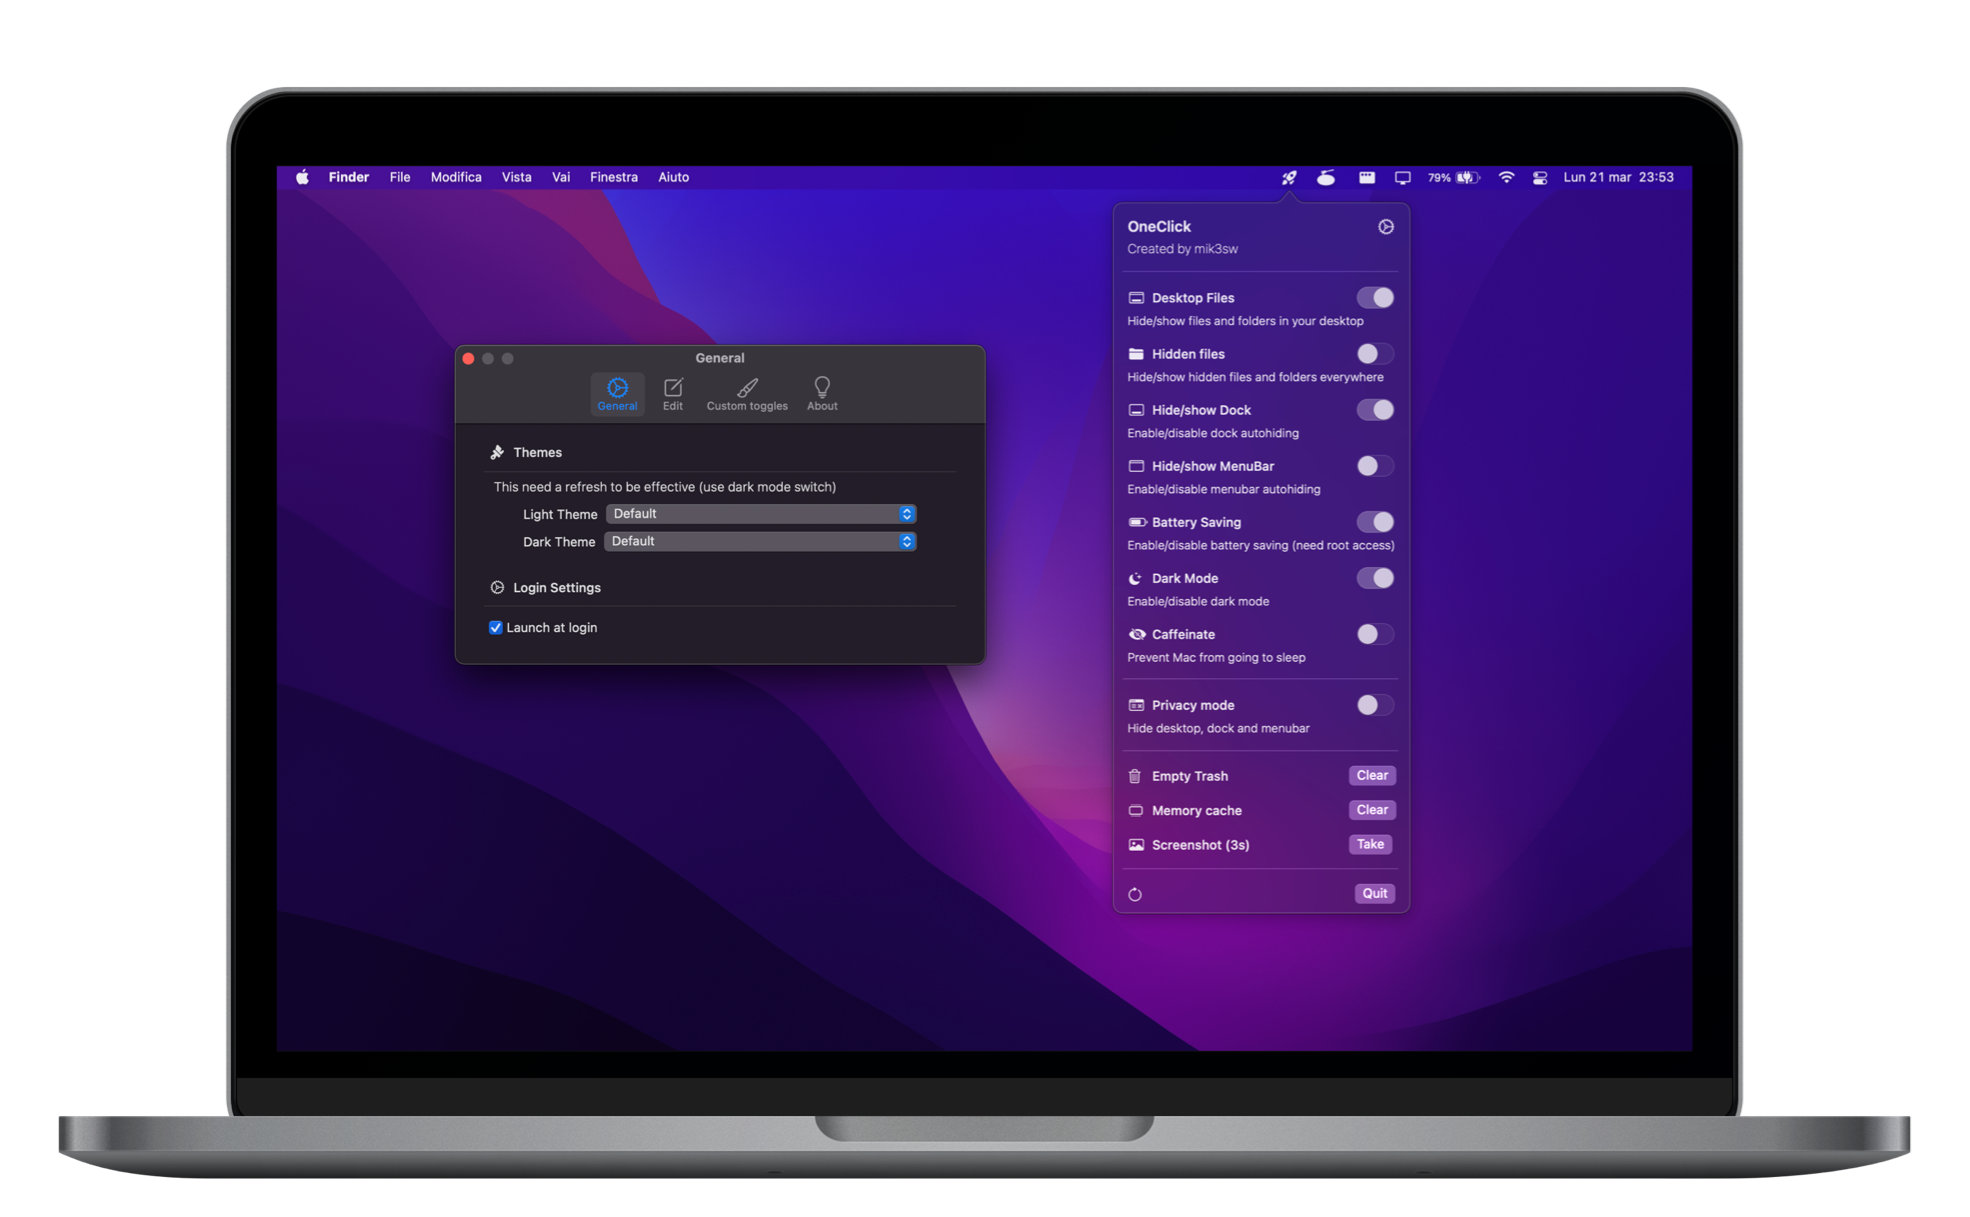 Finder File Modifica Vista Vai Finestra Aiuto
79% Lun 21 mar 23:53
General
General Edit Custom toggles About
Themes
This need a refresh to be effective (use dark mode switch)
Light Theme Default
Dark Theme Default
Login Settings
Launch at login
OneClick
Created by mik3sw
Desktop Files
Hide/show files and folders in your desktop
Hidden files
Hide/show hidden files and folders everywhere
Hide/show Dock
Enable/disable dock autohiding
Hide/show MenuBar
Enable/disable menubar autohiding
Battery Saving
Enable/disable battery saving (need root access)
Dark Mode
Enable/disable dark mode
Caffeinate
Prevent Mac from going to sleep
Privacy mode
Hide desktop, dock and menubar
Empty Trash Clear
Memory cache Clear
Screenshot (3s) Take
Quit